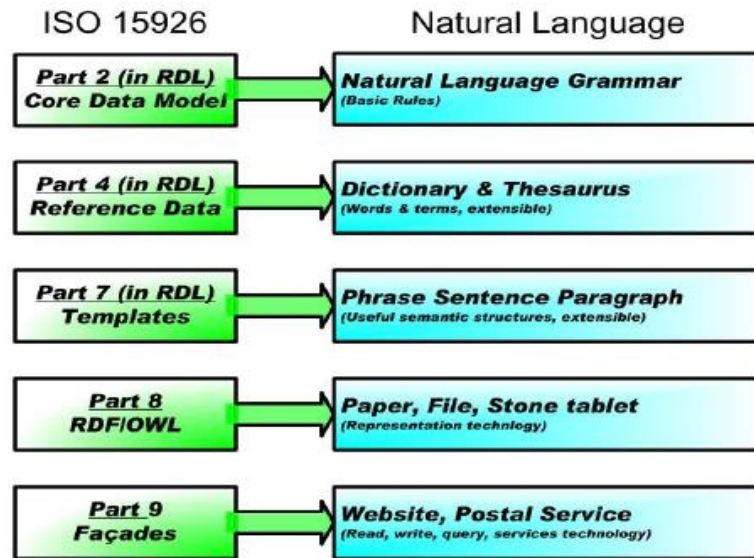 ISO 15926
Natural Language
Part 2 (in RDL)
Core Data Model
Natural Language Grammar
(Basic Rules)
Part 4 (in RDL)
Reference Data
Dictionary & Thesaurus
(Words & terms, extensible)
Part 7 (in RDL)
Templates
Phrase Sentence Paragraph
(Useful semantic structures, extensible)
Part 8
RDF/OWL
Paper, File, Stone tablet
(Representation technlogy)
Part 9
Façades
Website, Postal Service
(Read, write, query, services technology)